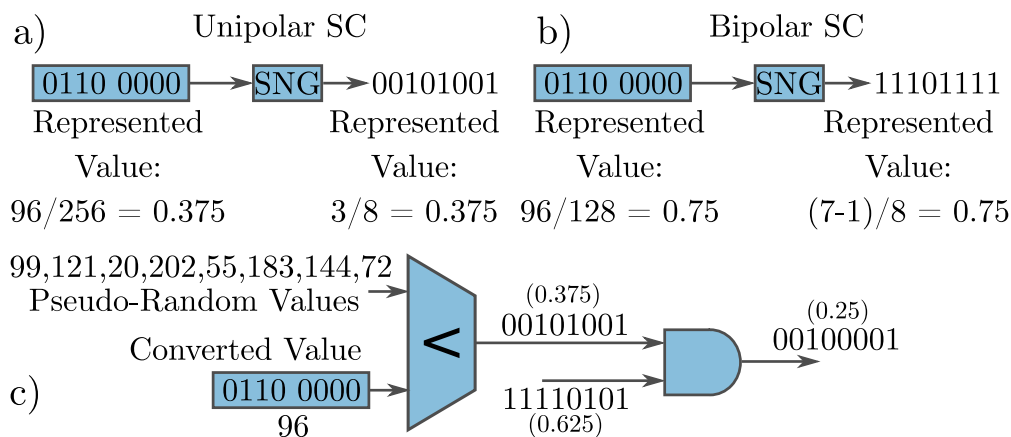 a) Unipolar SC
0110 0000 SNG 00101001
Represented Represented
Value: Value:
96/256 = 0.375 3/8 = 0.375
b) Bipolar SC
0110 0000 SNG 11101111
Represented Represented
Value: Value:
96/128 = 0.75 (7-1)/8 = 0.75
c)
99,121,20,202,55,183,144,72
Pseudo-Random Values
Converted Value
0110 0000
96
<
(0.375)
00101001
11110101
(0.625)
(0.25)
00100001